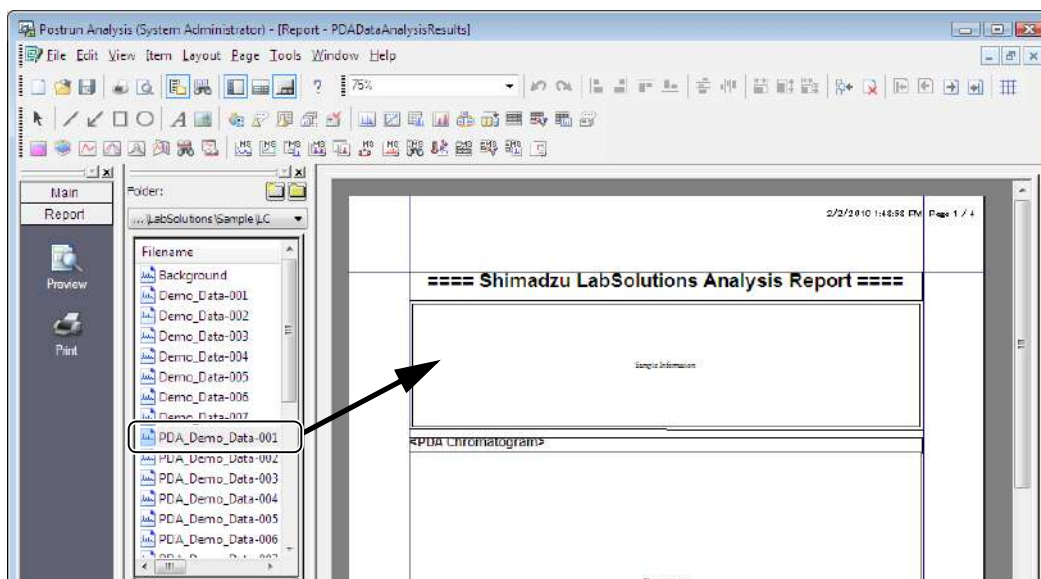 Postrun Analysis (System Administrator) - [Report - PDADataAnalysisResults]
File Edit View Item Layout Page Tools Window Help
75%
Main
Report
Preview
Print
Folder:
... \LabSolutions\Sample\LC
Filename
Background
Demo_Data-001
Demo_Data-002
Demo_Data-003
Demo_Data-004
Demo_Data-005
Demo_Data-006
Demo_Data-007
PDA_Demo_Data-001
PDA_Demo_Data-002
PDA_Demo_Data-003
PDA_Demo_Data-004
PDA_Demo_Data-005
PDA_Demo_Data-006
2/2/2010 1:48:58 PM Page 1 / 4
==== Shimadzu LabSolutions Analysis Report ====
Sample Information
<PDA Chromatogram>